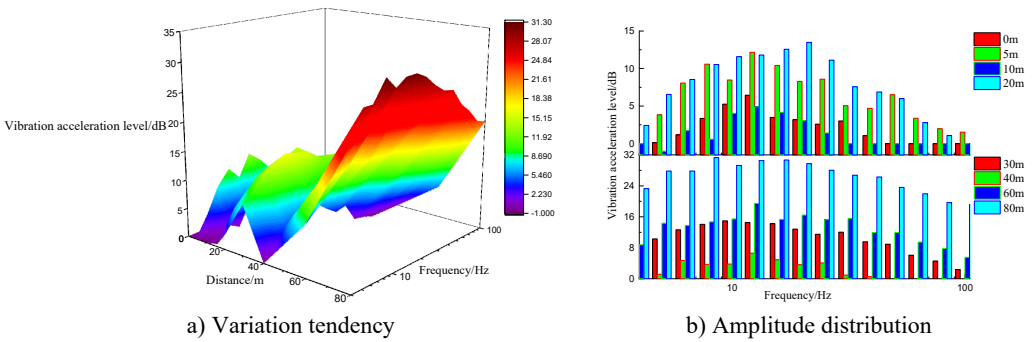 35
30
25
20
15
10
5
0
Vibration acceleration level/dB
20
40
60
80
Distance/m
10
100
Frequency/Hz
31.30
28.07
24.84
21.61
18.38
15.15
11.92
8.690
5.460
2.230
-1.000
a) Variation tendency
15
10
5
0
32
24
16
8
0
Vibration acceleration level/dB
10
100
Frequency/Hz
0m
5m
10m
20m
30m
40m
60m
80m
b) Amplitude distribution